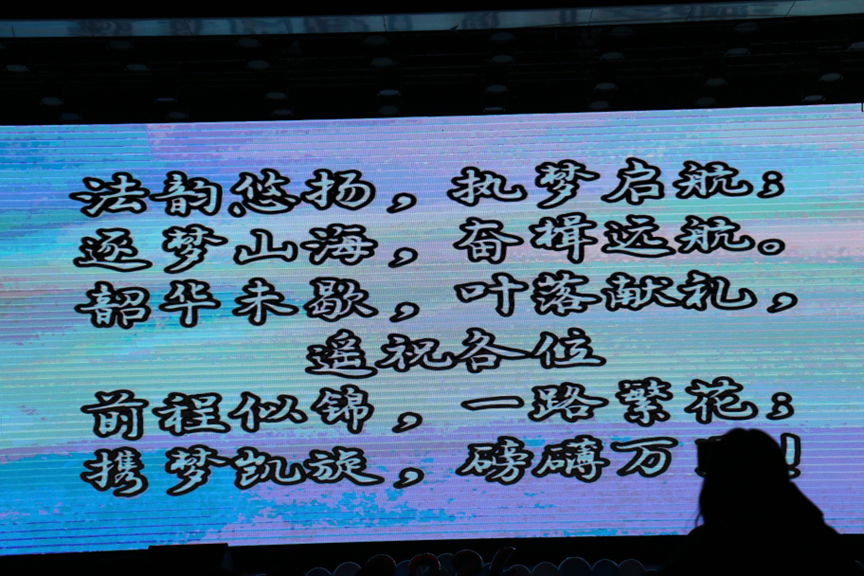 法韵悠扬，执梦启航；
逐梦山海，奋楫远航。
韶华未歇，叶落献礼，
遥祝各位
前程似锦，一路繁花；
携梦凯旋，磅礴万！